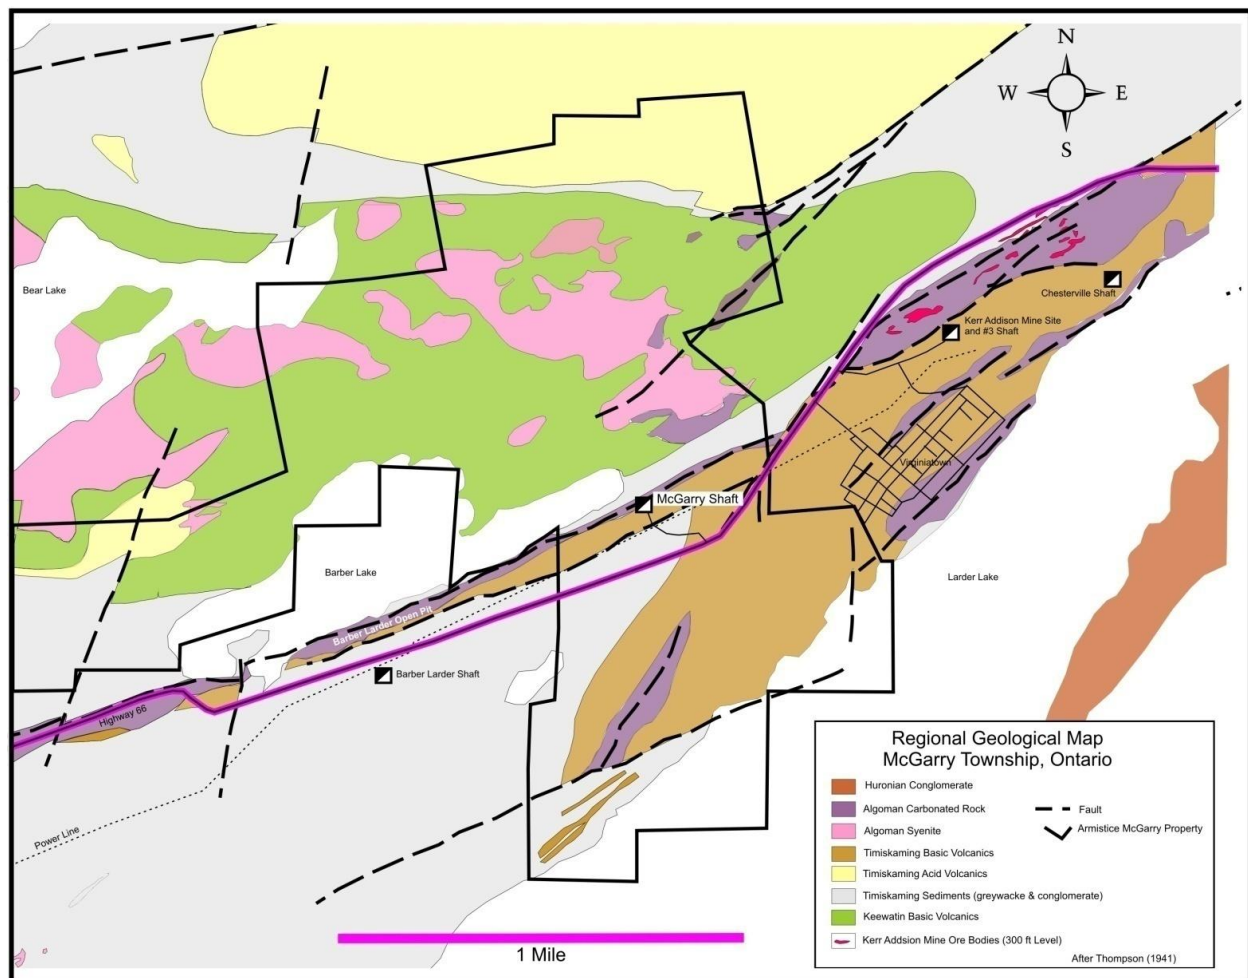 N
W
E
S
Bear Lake
Chesterville Shaft
Kerr Addison Mine Site
and #3 Shaft
Virginiatown
McGarry Shaft
Barber Lake
Larder Lake
Barber Larder Open Pit
Barber Larder Shaft
Highway 66
Power Line
1 Mile
Regional Geological Map
McGarry Township, Ontario
Huronian Conglomerate
Algoman Carbonated Rock
Algoman Syenite
Timiskaming Basic Volcanics
Timiskaming Acid Volcanics
Timiskaming Sediments (greywacke & conglomerate)
Keewatin Basic Volcanics
Kerr Addsion Mine Ore Bodies (300 ft Level)
Fault
Armistice McGarry Property
After Thompson (1941)